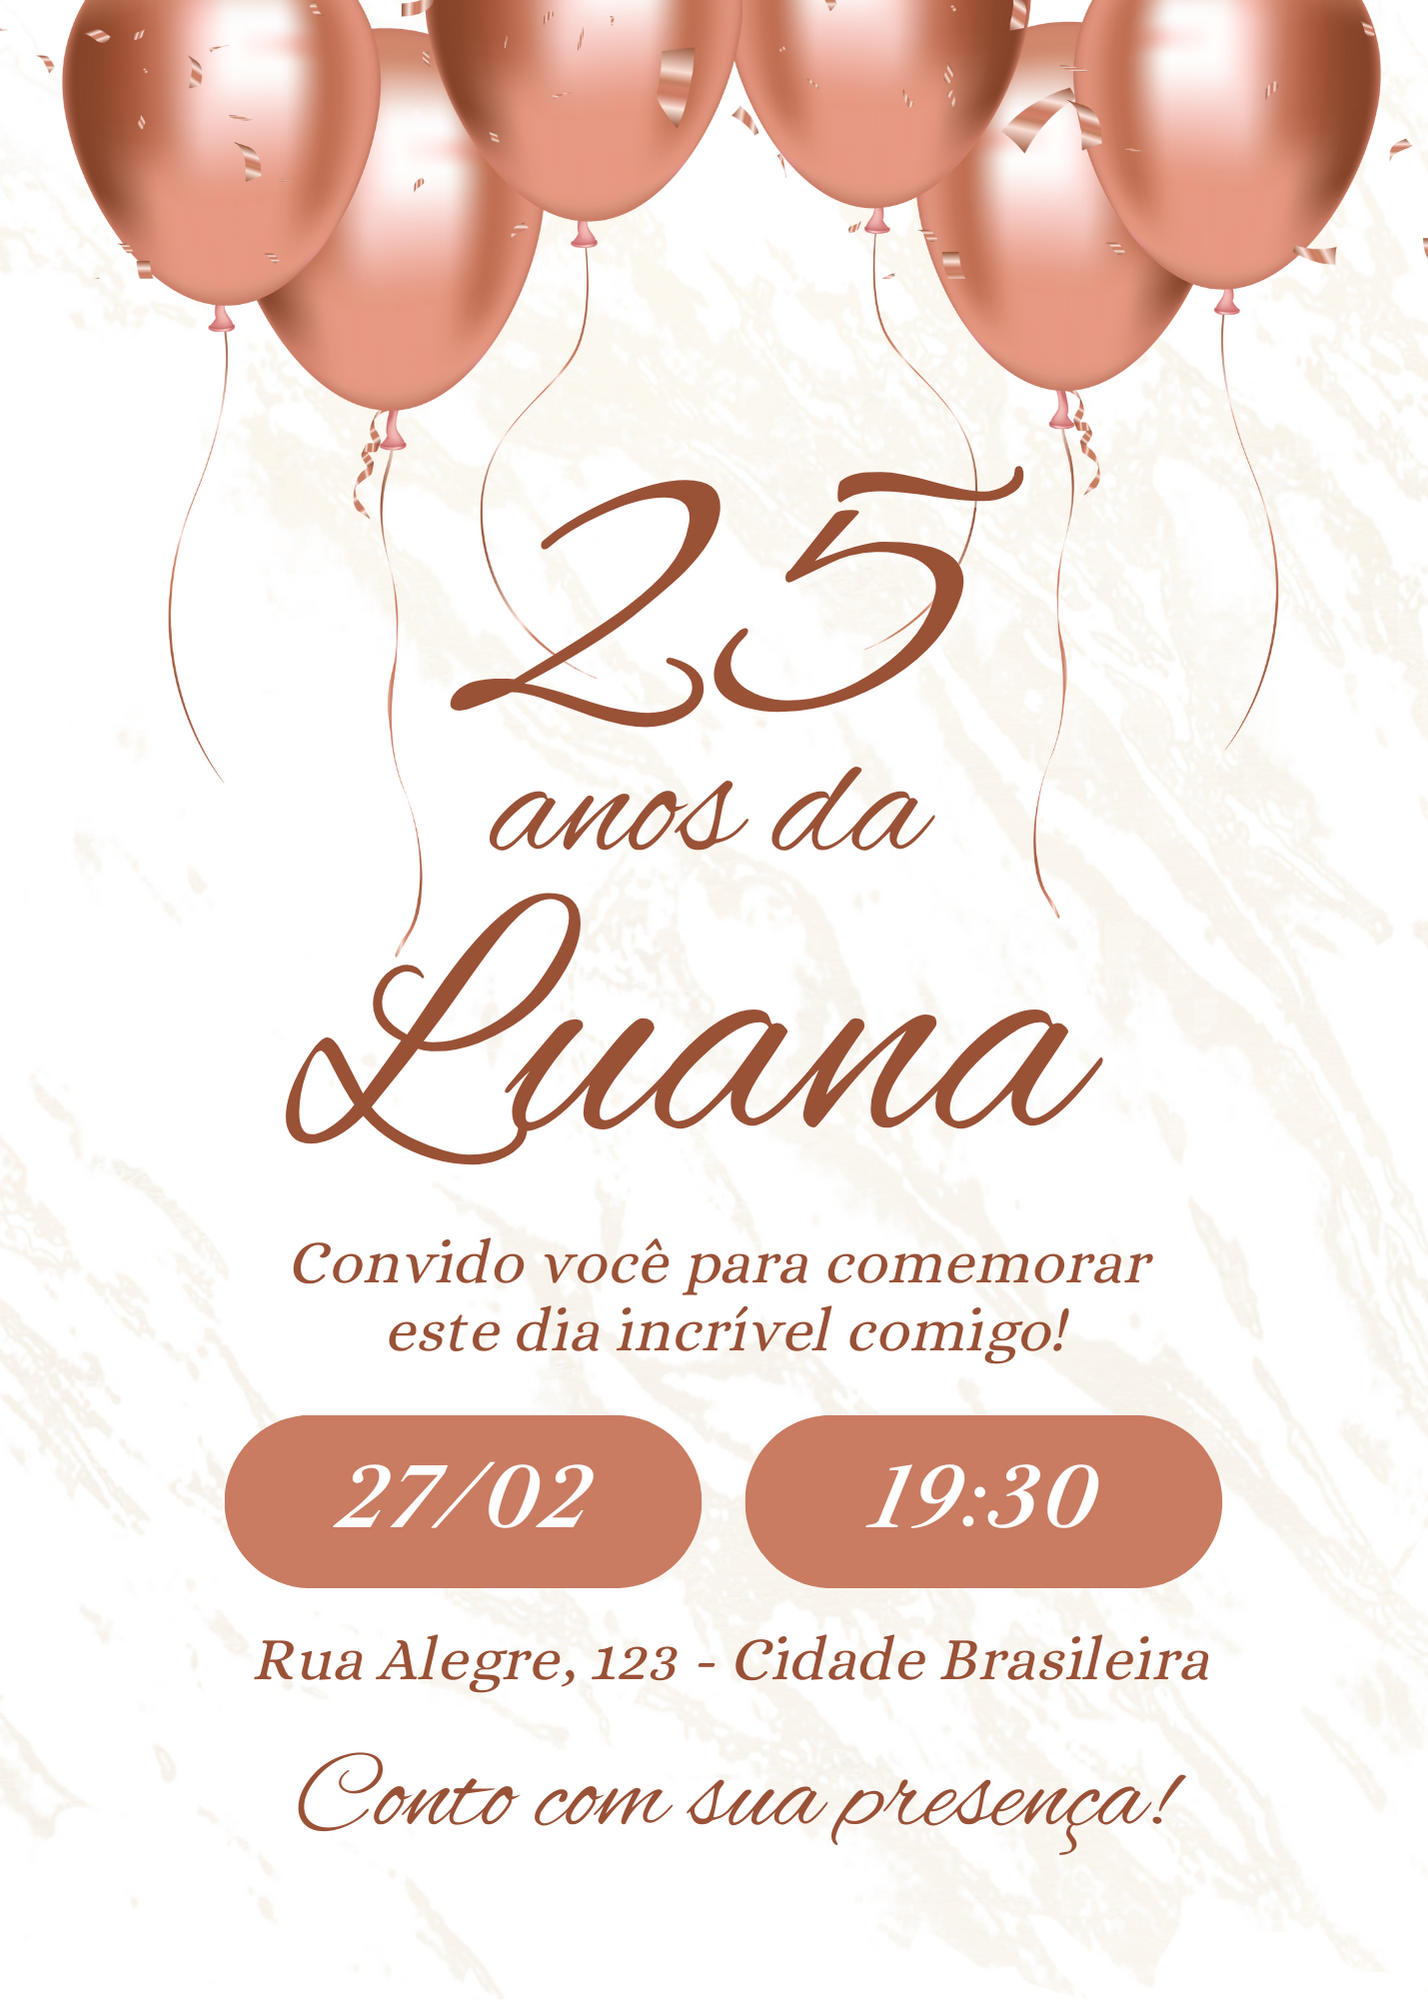 25
anos da
Luana
Convido você para comemorar
este dia incrível comigo!
27/02 19:30
Rua Alegre, 123 - Cidade Brasileira
Conto com sua presença!